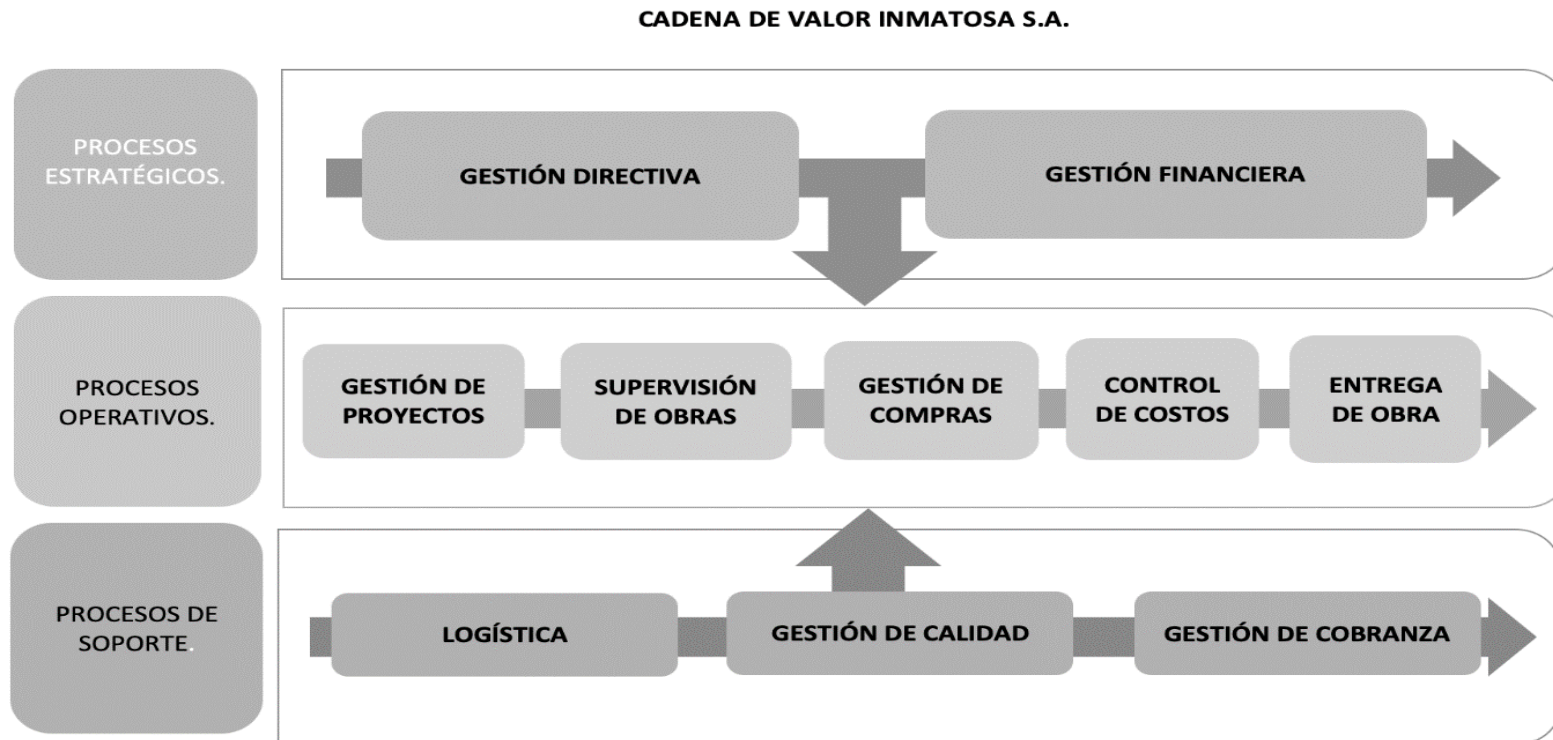 CADENA DE VALOR INMATOSA S.A.
PROCESOS
ESTRATÉGICOS.
GESTIÓN DIRECTIVA
GESTIÓN FINANCIERA
PROCESOS
OPERATIVOS.
GESTIÓN DE
PROYECTOS
SUPERVISIÓN
DE OBRAS
GESTIÓN DE
COMPRAS
CONTROL
DE COSTOS
ENTREGA
DE OBRA
PROCESOS DE
SOPORTE.
LOGÍSTICA
GESTIÓN DE CALIDAD
GESTIÓN DE COBRANZA